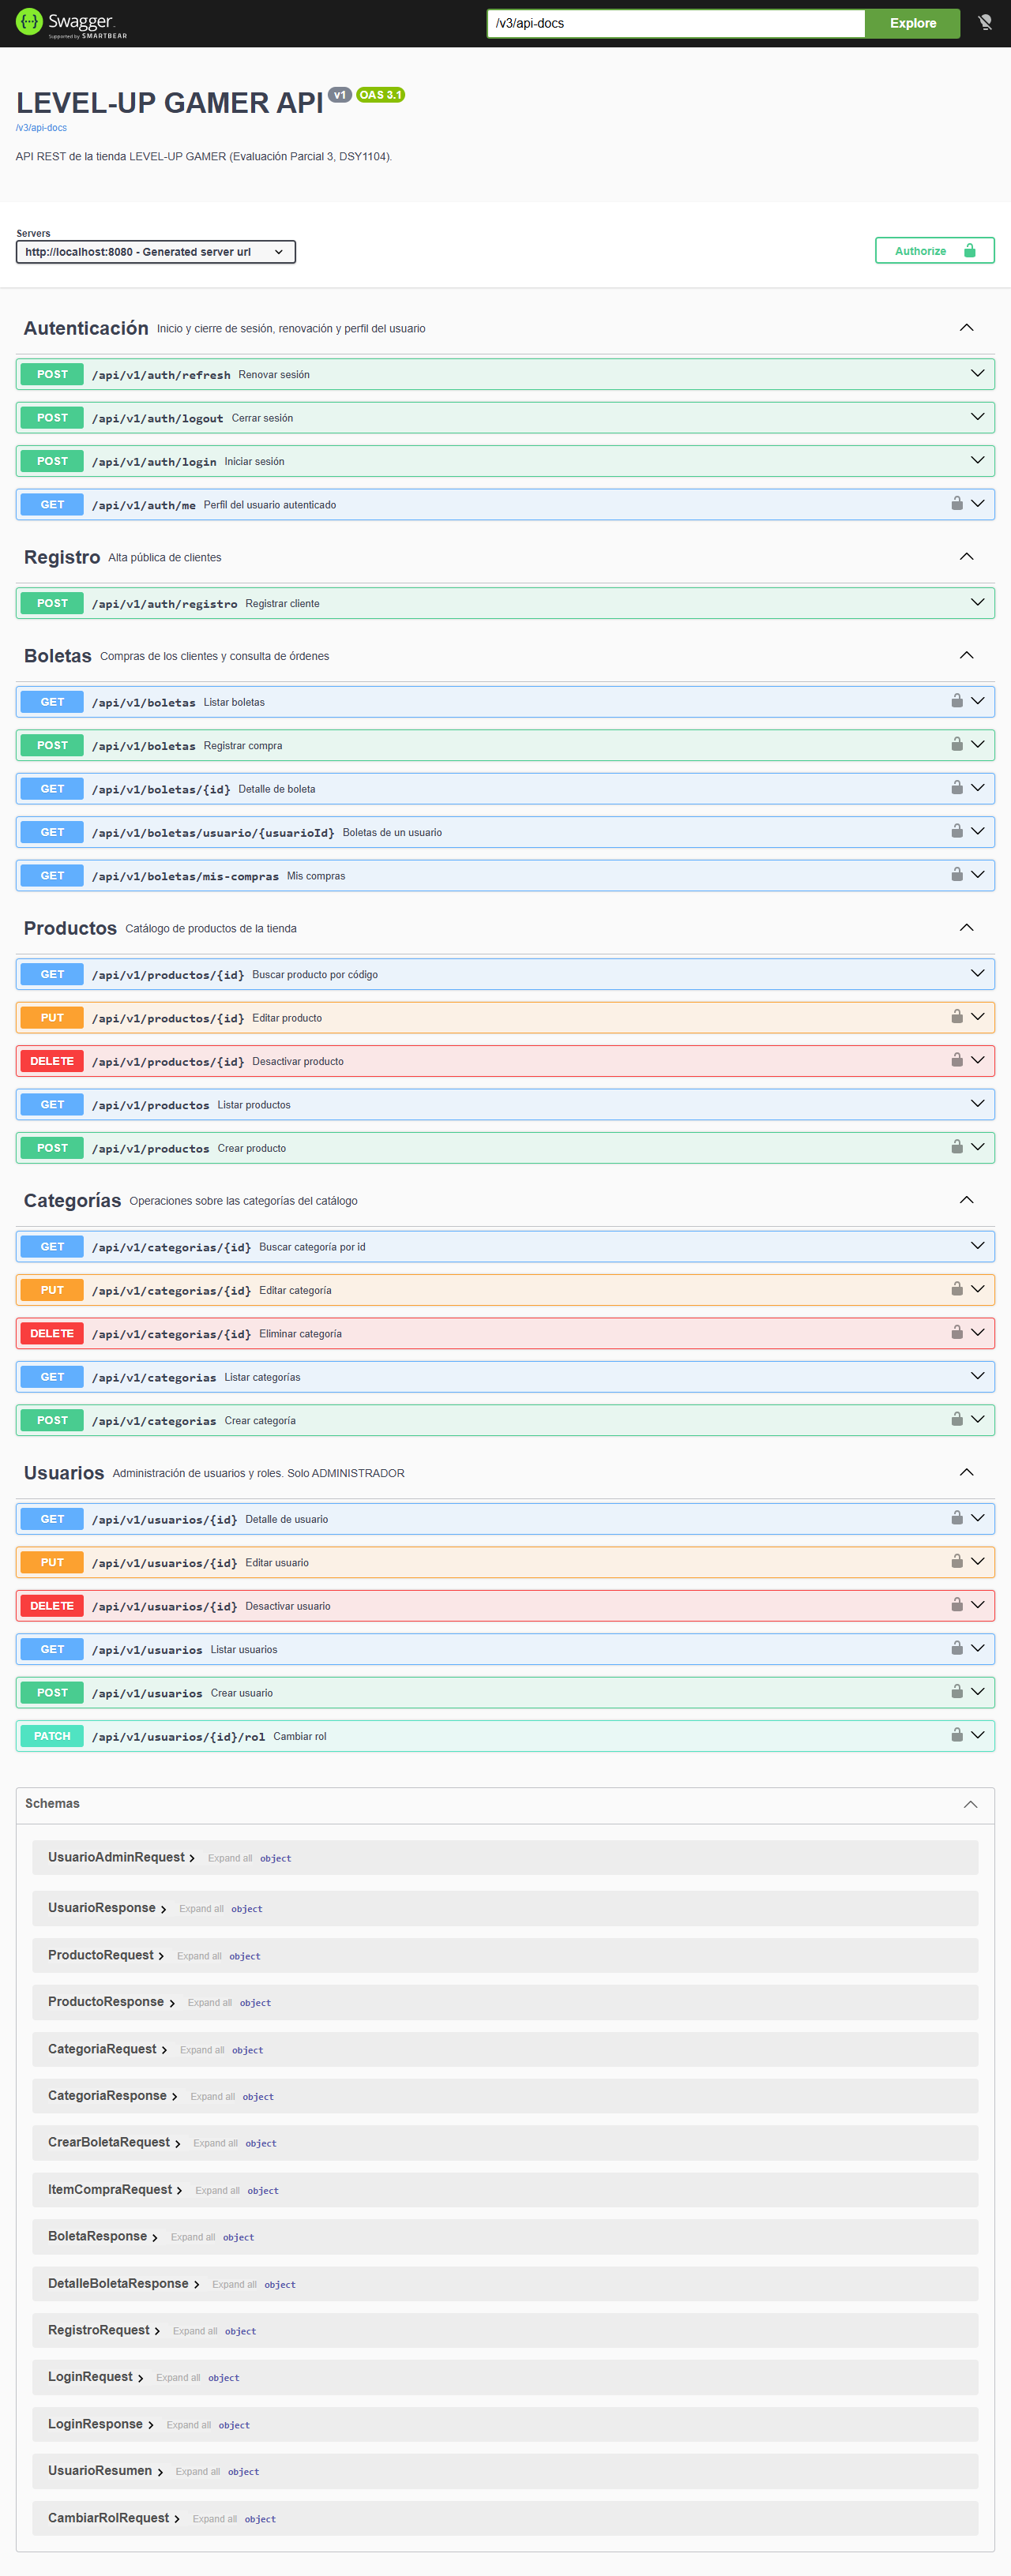 Swagger.
Supported by SMARTBEAR
/v3/api-docs
Explore
LEVEL-UP GAMER API v1 OAS 3.1
/v3/api-docs
API REST de la tienda LEVEL-UP GAMER (Evaluación Parcial 3, DSY1104).
Servers
http://localhost:8080 - Generated server url
Authorize
Autenticación Inicio y cierre de sesión, renovación y perfil del usuario
POST /api/v1/auth/refresh Renovar sesión
POST /api/v1/auth/logout Cerrar sesión
POST /api/v1/auth/login Iniciar sesión
GET /api/v1/auth/me Perfil del usuario autenticado
Registro Alta pública de clientes
POST /api/v1/auth/registro Registrar cliente
Boletas Compras de los clientes y consulta de órdenes
GET /api/v1/boletas Listar boletas
POST /api/v1/boletas Registrar compra
GET /api/v1/boletas/{id} Detalle de boleta
GET /api/v1/boletas/usuario/{usuarioId} Boletas de un usuario
GET /api/v1/boletas/mis-compras Mis compras
Productos Catálogo de productos de la tienda
GET /api/v1/productos/{id} Buscar producto por código
PUT /api/v1/productos/{id} Editar producto
DELETE /api/v1/productos/{id} Desactivar producto
GET /api/v1/productos Listar productos
POST /api/v1/productos Crear producto
Categorías Operaciones sobre las categorías del catálogo
GET /api/v1/categorias/{id} Buscar categoría por id
PUT /api/v1/categorias/{id} Editar categoría
DELETE /api/v1/categorias/{id} Eliminar categoría
GET /api/v1/categorias Listar categorías
POST /api/v1/categorias Crear categoría
Usuarios Administración de usuarios y roles. Solo ADMINISTRADOR
GET /api/v1/usuarios/{id} Detalle de usuario
PUT /api/v1/usuarios/{id} Editar usuario
DELETE /api/v1/usuarios/{id} Desactivar usuario
GET /api/v1/usuarios Listar usuarios
POST /api/v1/usuarios Crear usuario
PATCH /api/v1/usuarios/{id}/rol Cambiar rol
Schemas
UsuarioAdminRequest Expand all object
UsuarioResponse Expand all object
ProductoRequest Expand all object
ProductoResponse Expand all object
CategoriaRequest Expand all object
CategoriaResponse Expand all object
CrearBoletaRequest Expand all object
ItemCompraRequest Expand all object
BoletaResponse Expand all object
DetalleBoletaResponse Expand all object
RegistroRequest Expand all object
LoginRequest Expand all object
LoginResponse Expand all object
UsuarioResumen Expand all object
CambiarRolRequest Expand all object